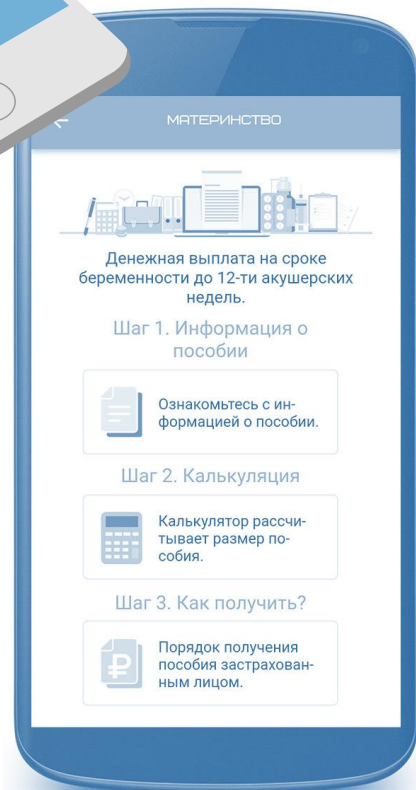 МАТЕРИНСТВО
Денежная выплата на сроке
беременности до 12-ти акушерских
недель.
Шаг 1. Информация о
пособии
Ознакомьтесь с ин-
формацией о пособии.
Шаг 2. Калькуляция
Калькулятор рассчи-
тывает размер по-
собия.
Шаг 3. Как получить?
Порядок получения
пособия застрахован-
ным лицом.